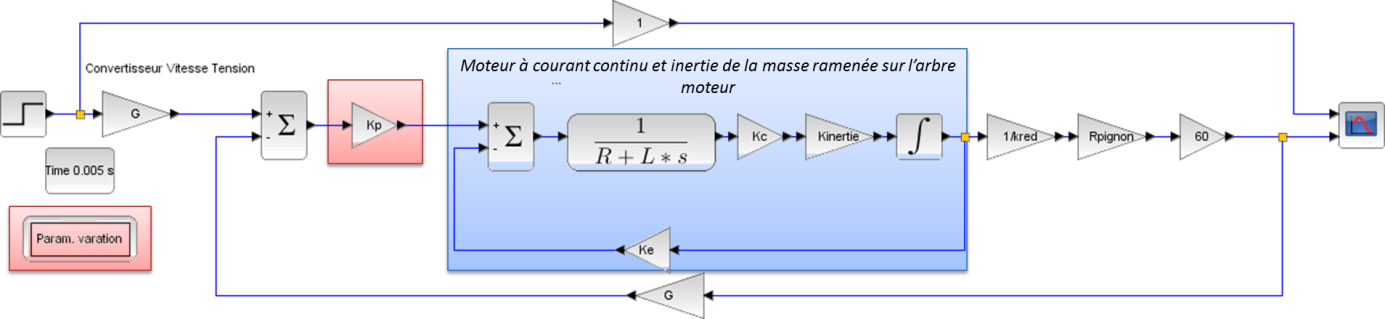 1
Convertisseur Vitesse Tension
Moteur à courant continu et inertie de la masse ramenée sur l’arbre
moteur
...
G
+
-
Σ
Kp
+
-
Σ
1
R + L ∗ s
Kc
Kinertie
∫
1/kred
Rpignon
60
Time 0.005 s
Param. varation
Ke
G